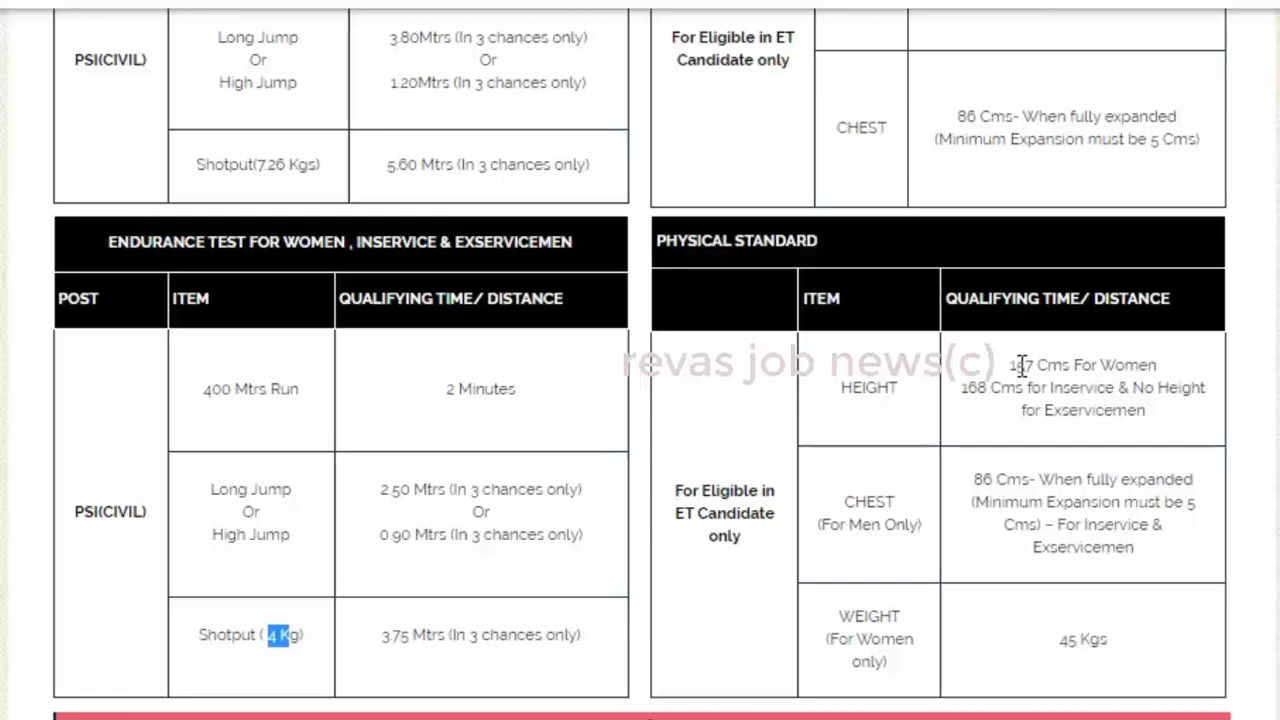 PSI(CIVIL)
Long Jump
Or
High Jump
3.80Mtrs (In 3 chances only)
Or
1.20Mtrs (In 3 chances only)
Shotput(7.26 Kgs)
5.60 Mtrs (In 3 chances only)
For Eligible in ET
Candidate only
CHEST
86 Cms- When fully expanded
(Minimum Expansion must be 5 Cms)
ENDURANCE TEST FOR WOMEN , INSERVICE & EXSERVICEMEN
POST
ITEM
QUALIFYING TIME/ DISTANCE
PSI(CIVIL)
400 Mtrs Run
2 Minutes
Long Jump
Or
High Jump
2.50 Mtrs (In 3 chances only)
Or
0.90 Mtrs (In 3 chances only)
Shotput ( 4 Kg)
3.75 Mtrs (In 3 chances only)
PHYSICAL STANDARD
ITEM
QUALIFYING TIME/ DISTANCE
revas job news(c)
For Eligible in
ET Candidate
only
HEIGHT
157 Cms For Women
168 Cms for Inservice & No Height
for Exservicemen
CHEST
(For Men Only)
86 Cms- When fully expanded
(Minimum Expansion must be 5
Cms) – For Inservice &
Exservicemen
WEIGHT
(For Women
only)
45 Kgs